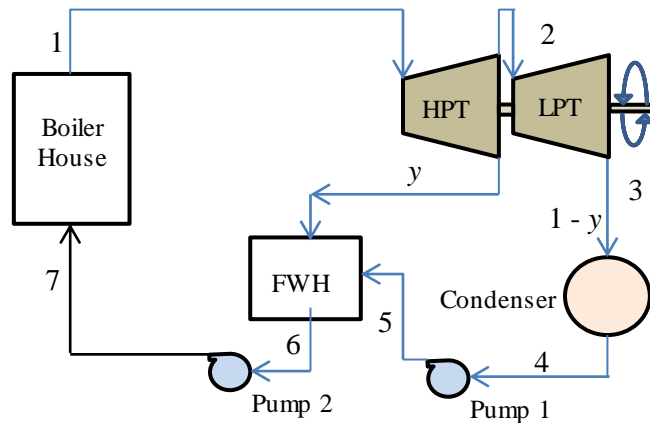 1
2
HPT
LPT
Boiler
House
y
3
1 - y
7
FWH
5
Condenser
6
4
Pump 2
Pump 1